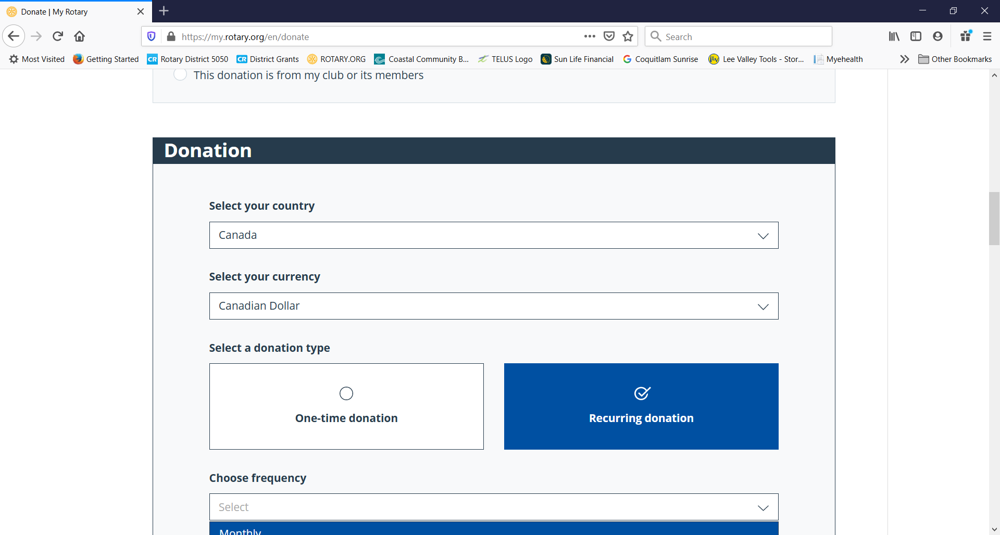 Donate | My Rotary
https://my.rotary.org/en/donate
Search
Most Visited Getting Started CR Rotary District 5050 CR District Grants ROTARY.ORG Coastal Community B... TELUS Logo Sun Life Financial Coquitlam Sunrise Lee Valley Tools - Stor... Myehealth Other Bookmarks
This donation is from my club or its members
Donation
Select your country
Canada
Select your currency
Canadian Dollar
Select a donation type
One-time donation
Recurring donation
Choose frequency
Select
Monthly